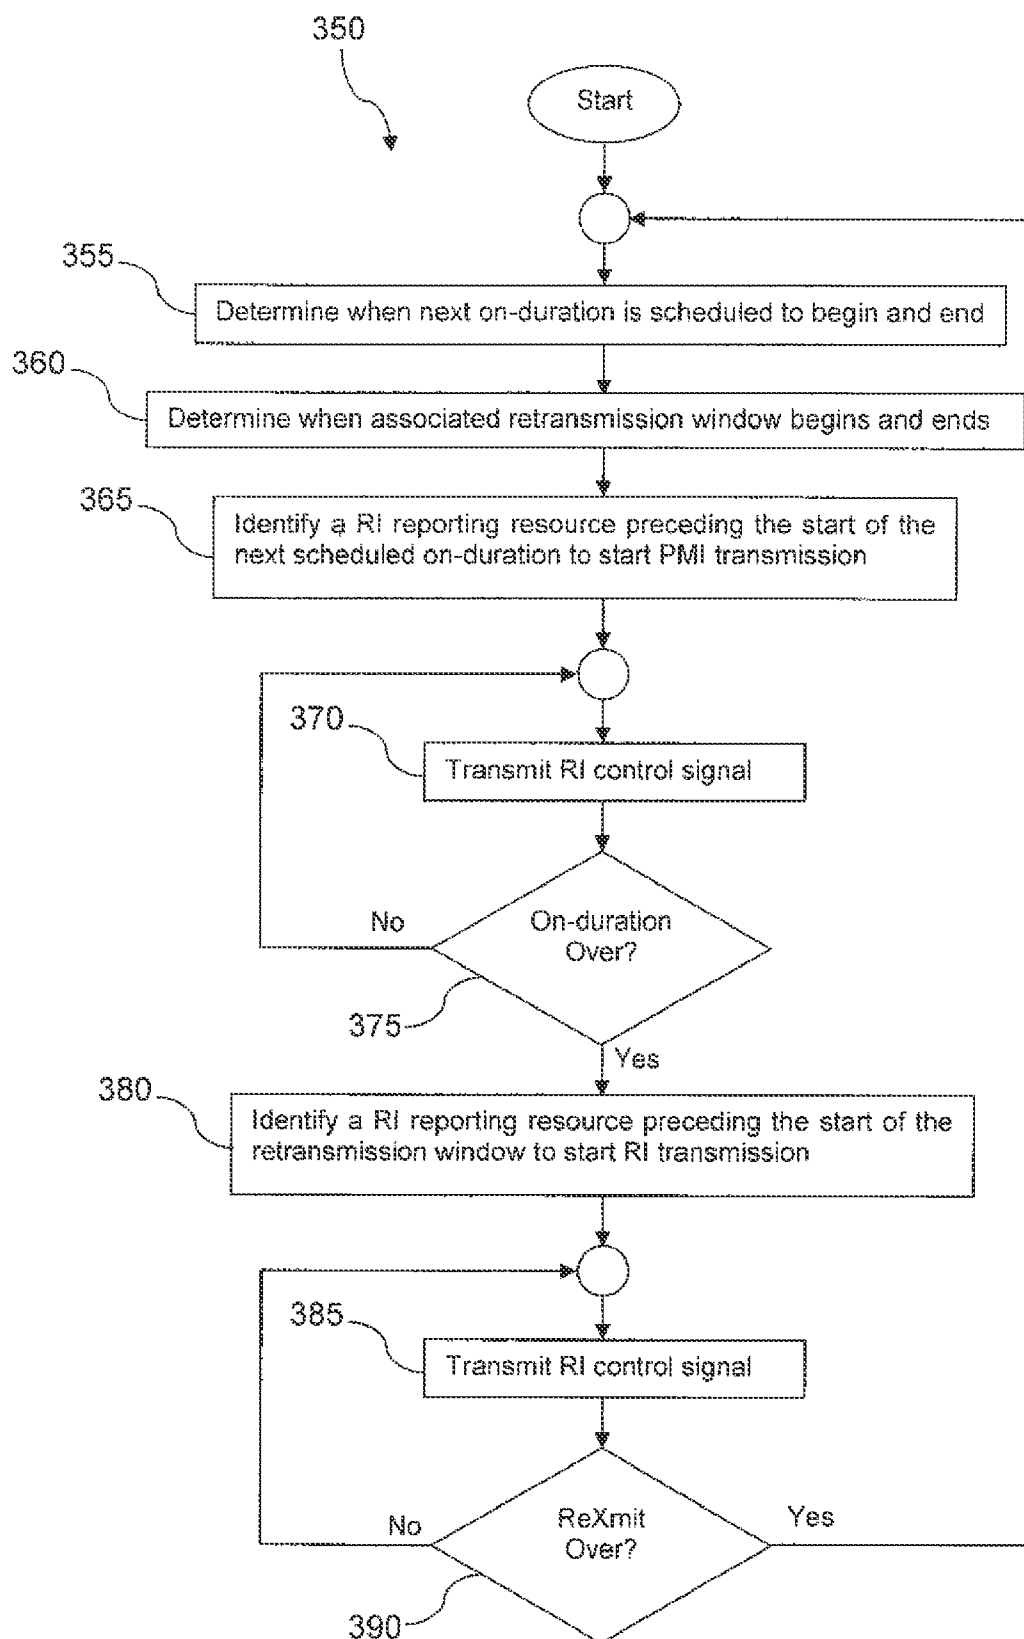 350
Start
355
Determine when next on-duration is scheduled to begin and end
360
Determine when associated retransmission window begins and ends
365
Identify a RI reporting resource preceding the start of the
next scheduled on-duration to start PMI transmission
370
Transmit RI control signal
No
On-duration
Over?
375
Yes
380
Identify a RI reporting resource preceding the start of the
retransmission window to start RI transmission
385
Transmit RI control signal
No
ReXmit
Over?
Yes
390